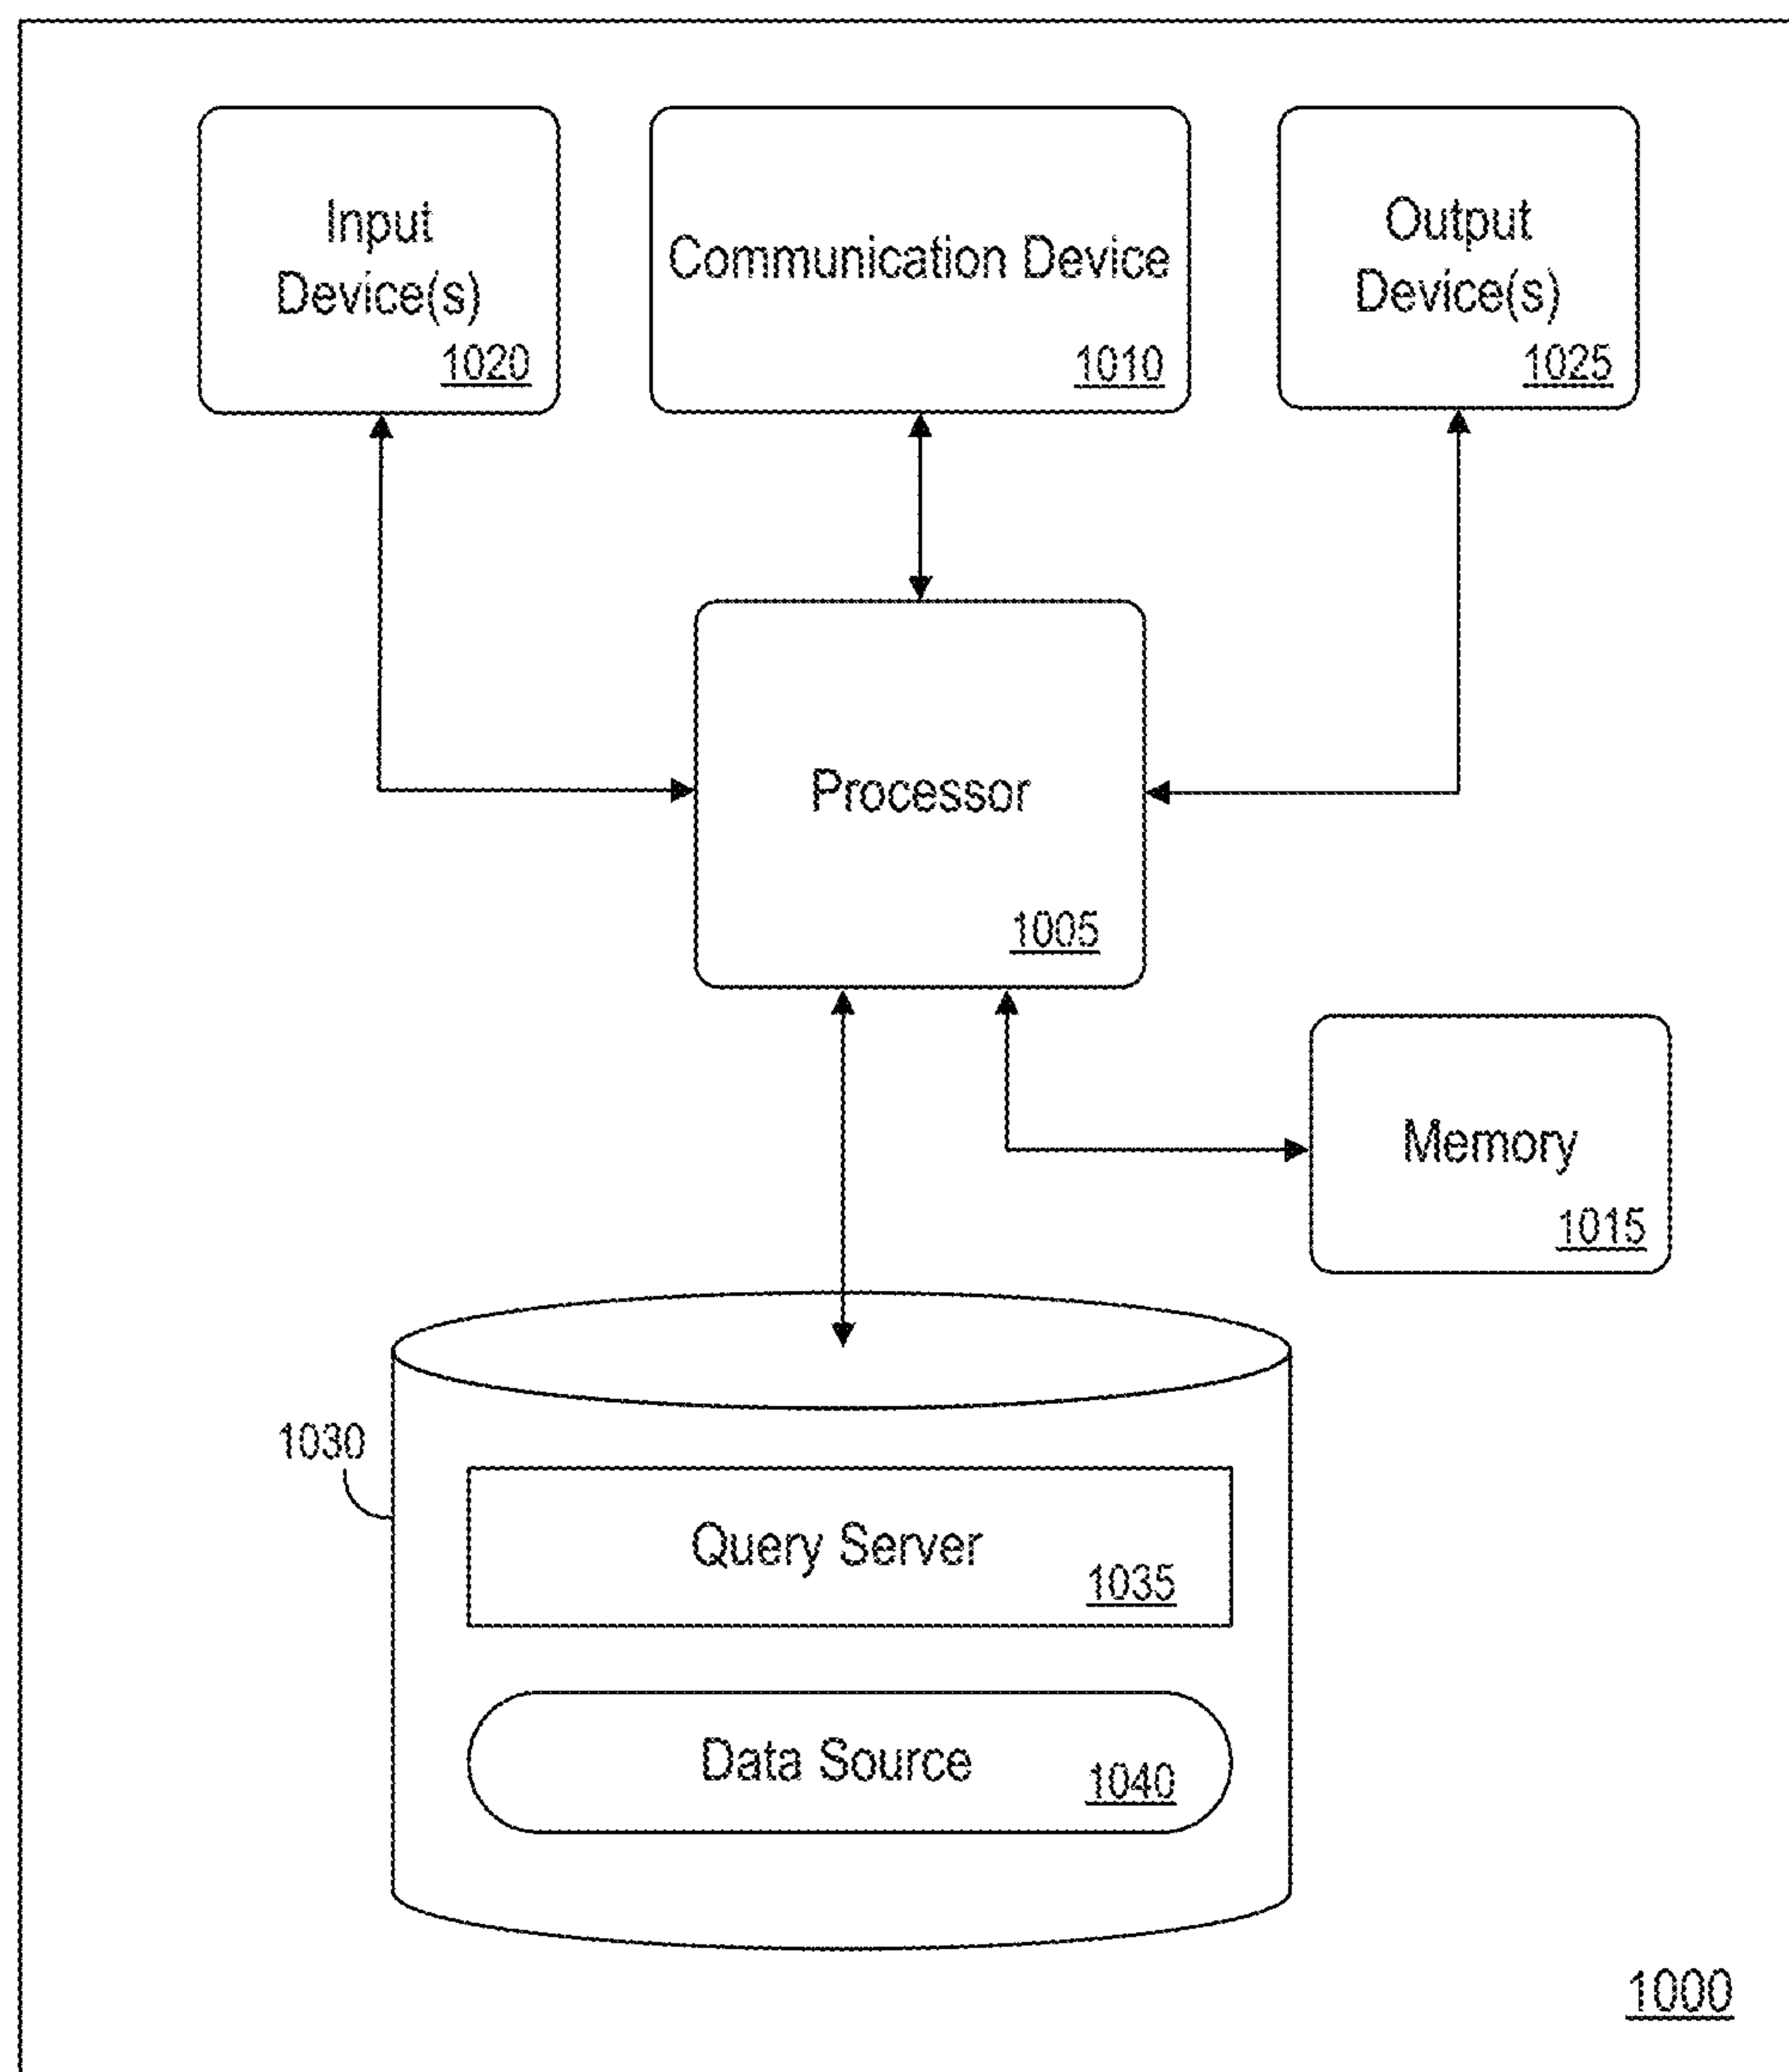 Input
Device(s)
1020
Communication Device
1010
Output
Device(s)
1025
Processor
1005
Memory
1015
1030
Query Server
1035
Data Source
1040
1000